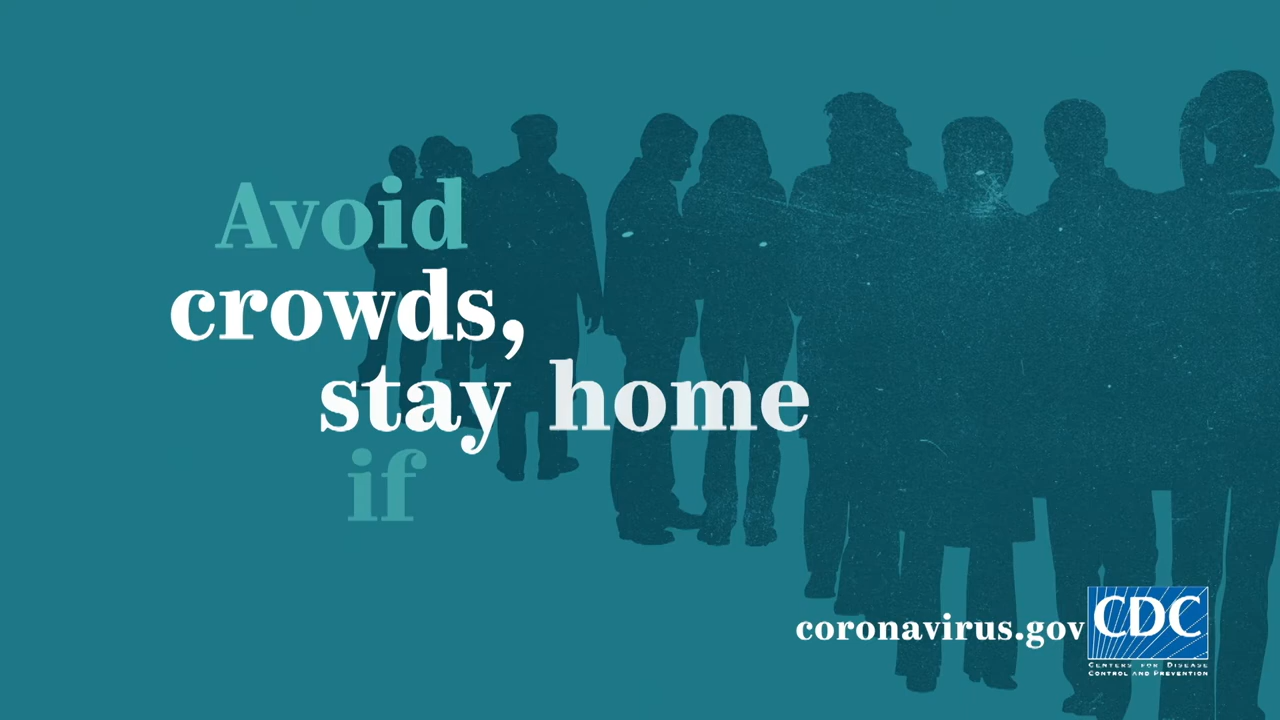 Avoid
crowds,
stay home
if
coronavirus.gov
CDC
CENTERS FOR DISEASE
CONTROL AND PREVENTION